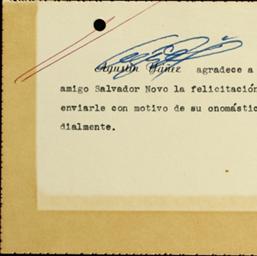 Agustín Yáñez agradece a
amigo Salvador Novo la felicitación
enviarle con motivo de su onomástic
dialmente.